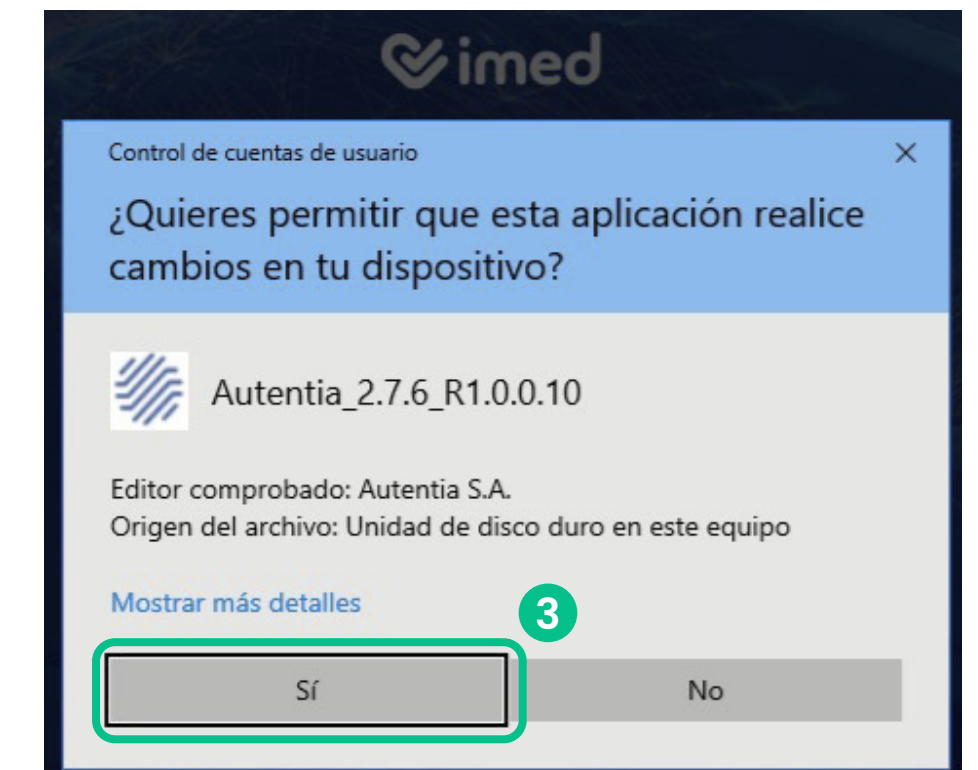 imed
Control de cuentas de usuario
¿Quieres permitir que esta aplicación realice
cambios en tu dispositivo?
Autentia_2.7.6_R1.0.0.10
Editor comprobado: Autentia S.A.
Origen del archivo: Unidad de disco duro en este equipo
Mostrar más detalles
3
Sí No